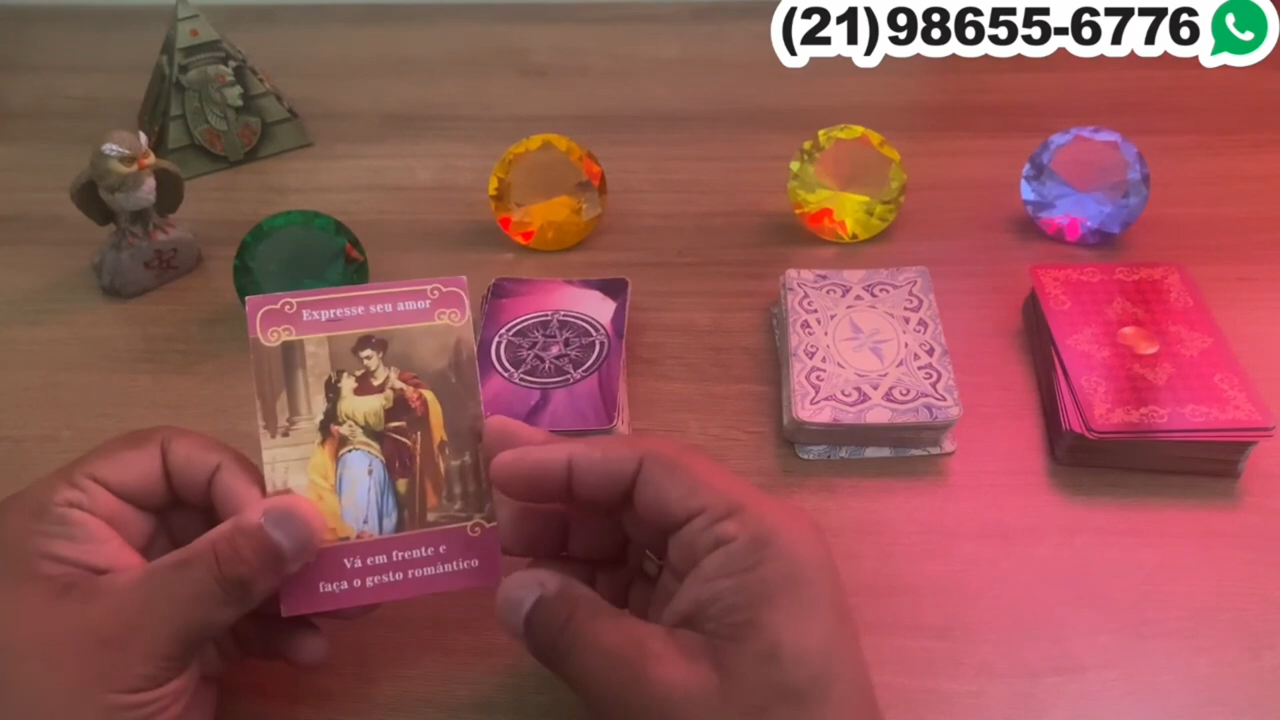 (21)98655-6776
Expresse seu amor
Vá em frente e
faça o gesto romântico